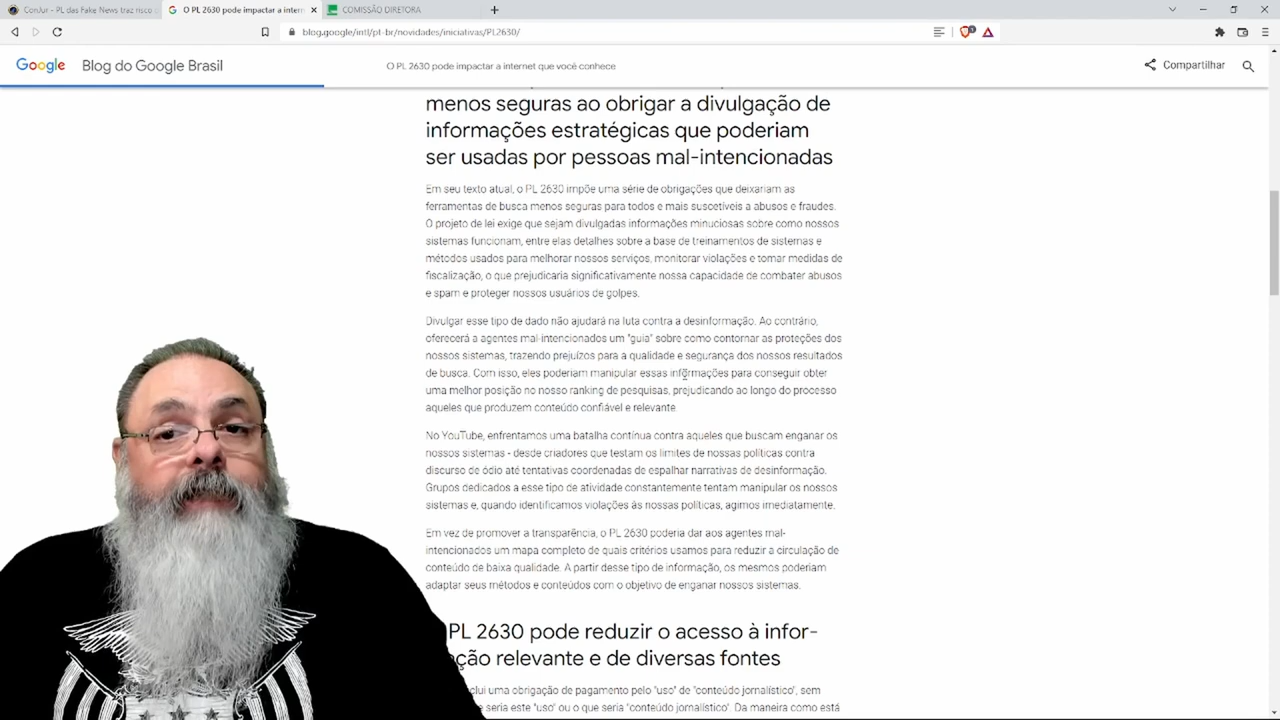 ConJur - PL das Fake News traz risco
O PL 2630 pode impactar a intern
COMISSÃO DIRETORA
blog.google/intl/pt-br/novidades/iniciativas/PL2630/
Google
Blog do Google Brasil
O PL 2630 pode impactar a internet que você conhece
Compartilhar
menos seguras ao obrigar a divulgação de
informações estratégicas que poderiam
ser usadas por pessoas mal-intencionadas
Em seu texto atual, o PL 2630 impõe uma série de obrigações que deixariam as
ferramentas de busca menos seguras para todos e mais suscetíveis a abusos e fraudes.
O projeto de lei exige que sejam divulgadas informações minuciosas sobre como nossos
sistemas funcionam, entre elas detalhes sobre a base de treinamentos de sistemas e
métodos usados para melhorar nossos serviços, monitorar violações e tomar medidas de
fiscalização, o que prejudicaria significativamente nossa capacidade de combater abusos
e spam e proteger nossos usuários de golpes.
Divulgar esse tipo de dado não ajudará na luta contra a desinformação. Ao contrário,
oferecerá a agentes mal-intencionados um "guia" sobre como contornar as proteções dos
nossos sistemas, trazendo prejuízos para a qualidade e segurança dos nossos resultados
de busca. Com isso, eles poderiam manipular essas informações para conseguir obter
uma melhor posição no nosso ranking de pesquisas, prejudicando ao longo do processo
aqueles que produzem conteúdo confiável e relevante.
No YouTube, enfrentamos uma batalha contínua contra aqueles que buscam enganar os
nossos sistemas - desde criadores que testam os limites de nossas políticas contra
discurso de ódio até tentativas coordenadas de espalhar narrativas de desinformação.
Grupos dedicados a esse tipo de atividade constantemente tentam manipular os nossos
sistemas e, quando identificamos violações às nossas políticas, agimos imediatamente.
Em vez de promover a transparência, o PL 2630 poderia dar aos agentes mal-
intencionados um mapa completo de quais critérios usamos para reduzir a circulação de
conteúdo de baixa qualidade. A partir desse tipo de informação, os mesmos poderiam
adaptar seus métodos e conteúdos com o objetivo de enganar nossos sistemas.
PL 2630 pode reduzir o acesso à infor-
ção relevante e de diversas fontes
clui uma obrigação de pagamento pelo "uso" de "conteúdo jornalístico", sem
e seria este "uso" ou o que seria "conteúdo jornalístico". Da maneira como está